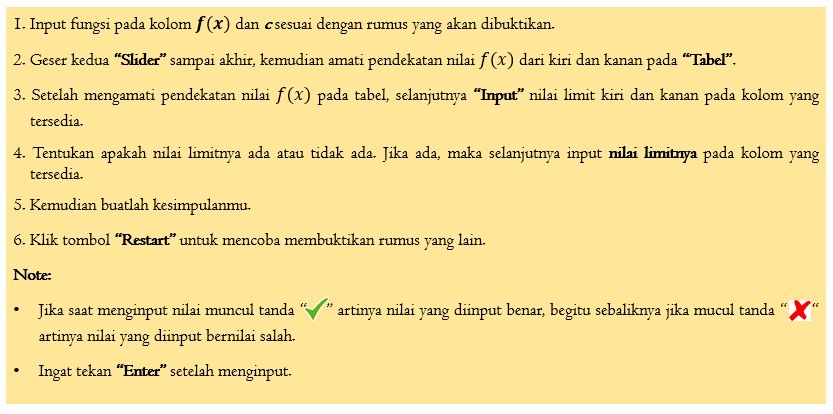 1. Input fungsi pada kolom f(x) dan c sesuai dengan rumus yang akan dibuktikan.
2. Geser kedua “Slider” sampai akhir, kemudian amati pendekatan nilai f(x) dari kiri dan kanan pada “Tabel”.
3. Setelah mengamati pendekatan nilai f(x) pada tabel, selanjutnya “Input” nilai limit kiri dan kanan pada kolom yang
tersedia.
4. Tentukan apakah nilai limitnya ada atau tidak ada. Jika ada, maka selanjutnya input nilai limitnya pada kolom yang
tersedia.
5. Kemudian buatlah kesimpulanmu.
6. Klik tombol “Restart” untuk mencoba membuktikan rumus yang lain.
Note:
• Jika saat menginput nilai muncul tanda “✔” artinya nilai yang diinput benar, begitu sebaliknya jika mucul tanda “✘“
artinya nilai yang diinput bernilai salah.
• Ingat tekan “Enter” setelah menginput.